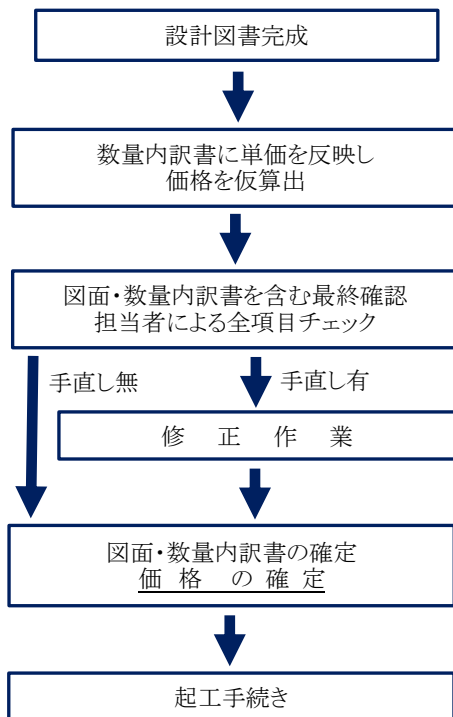 設計図書完成
数量内訳書に単価を反映し
価格を仮算出
図面・数量内訳書を含む最終確認
担当者による全項目チェック
手直し無
手直し有
修　正　作　業
図面・数量内訳書の確定
価　格　の　確　定
起工手続き